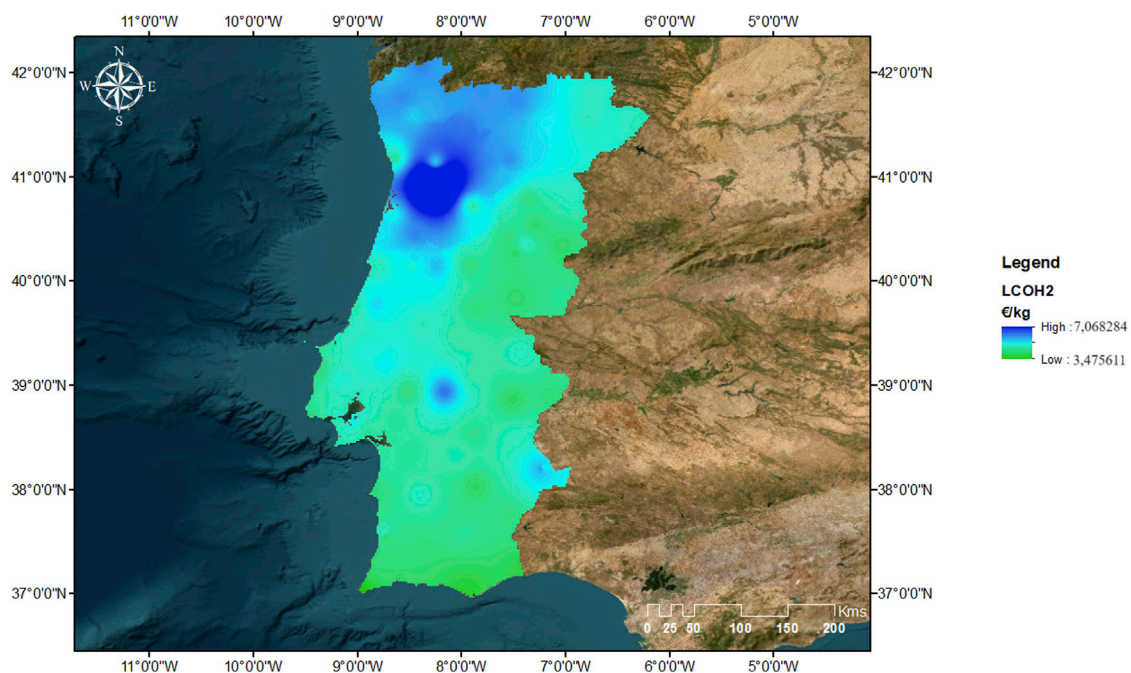 11°0'0"W 10°0'0"W 9°0'0"W 8°0'0"W 7°0'0"W 6°0'0"W 5°0'0"W
N
W E
S
42°0'0"N 42°0'0"N
41°0'0"N 41°0'0"N
40°0'0"N 40°0'0"N
39°0'0"N 39°0'0"N
38°0'0"N 38°0'0"N
37°0'0"N 37°0'0"N
Legend
LCOH2
€/kg
High : 7,068284
Low : 3,475611
Kms
0 25 50 100 150 200
11°0'0"W 10°0'0"W 9°0'0"W 8°0'0"W 7°0'0"W 6°0'0"W 5°0'0"W